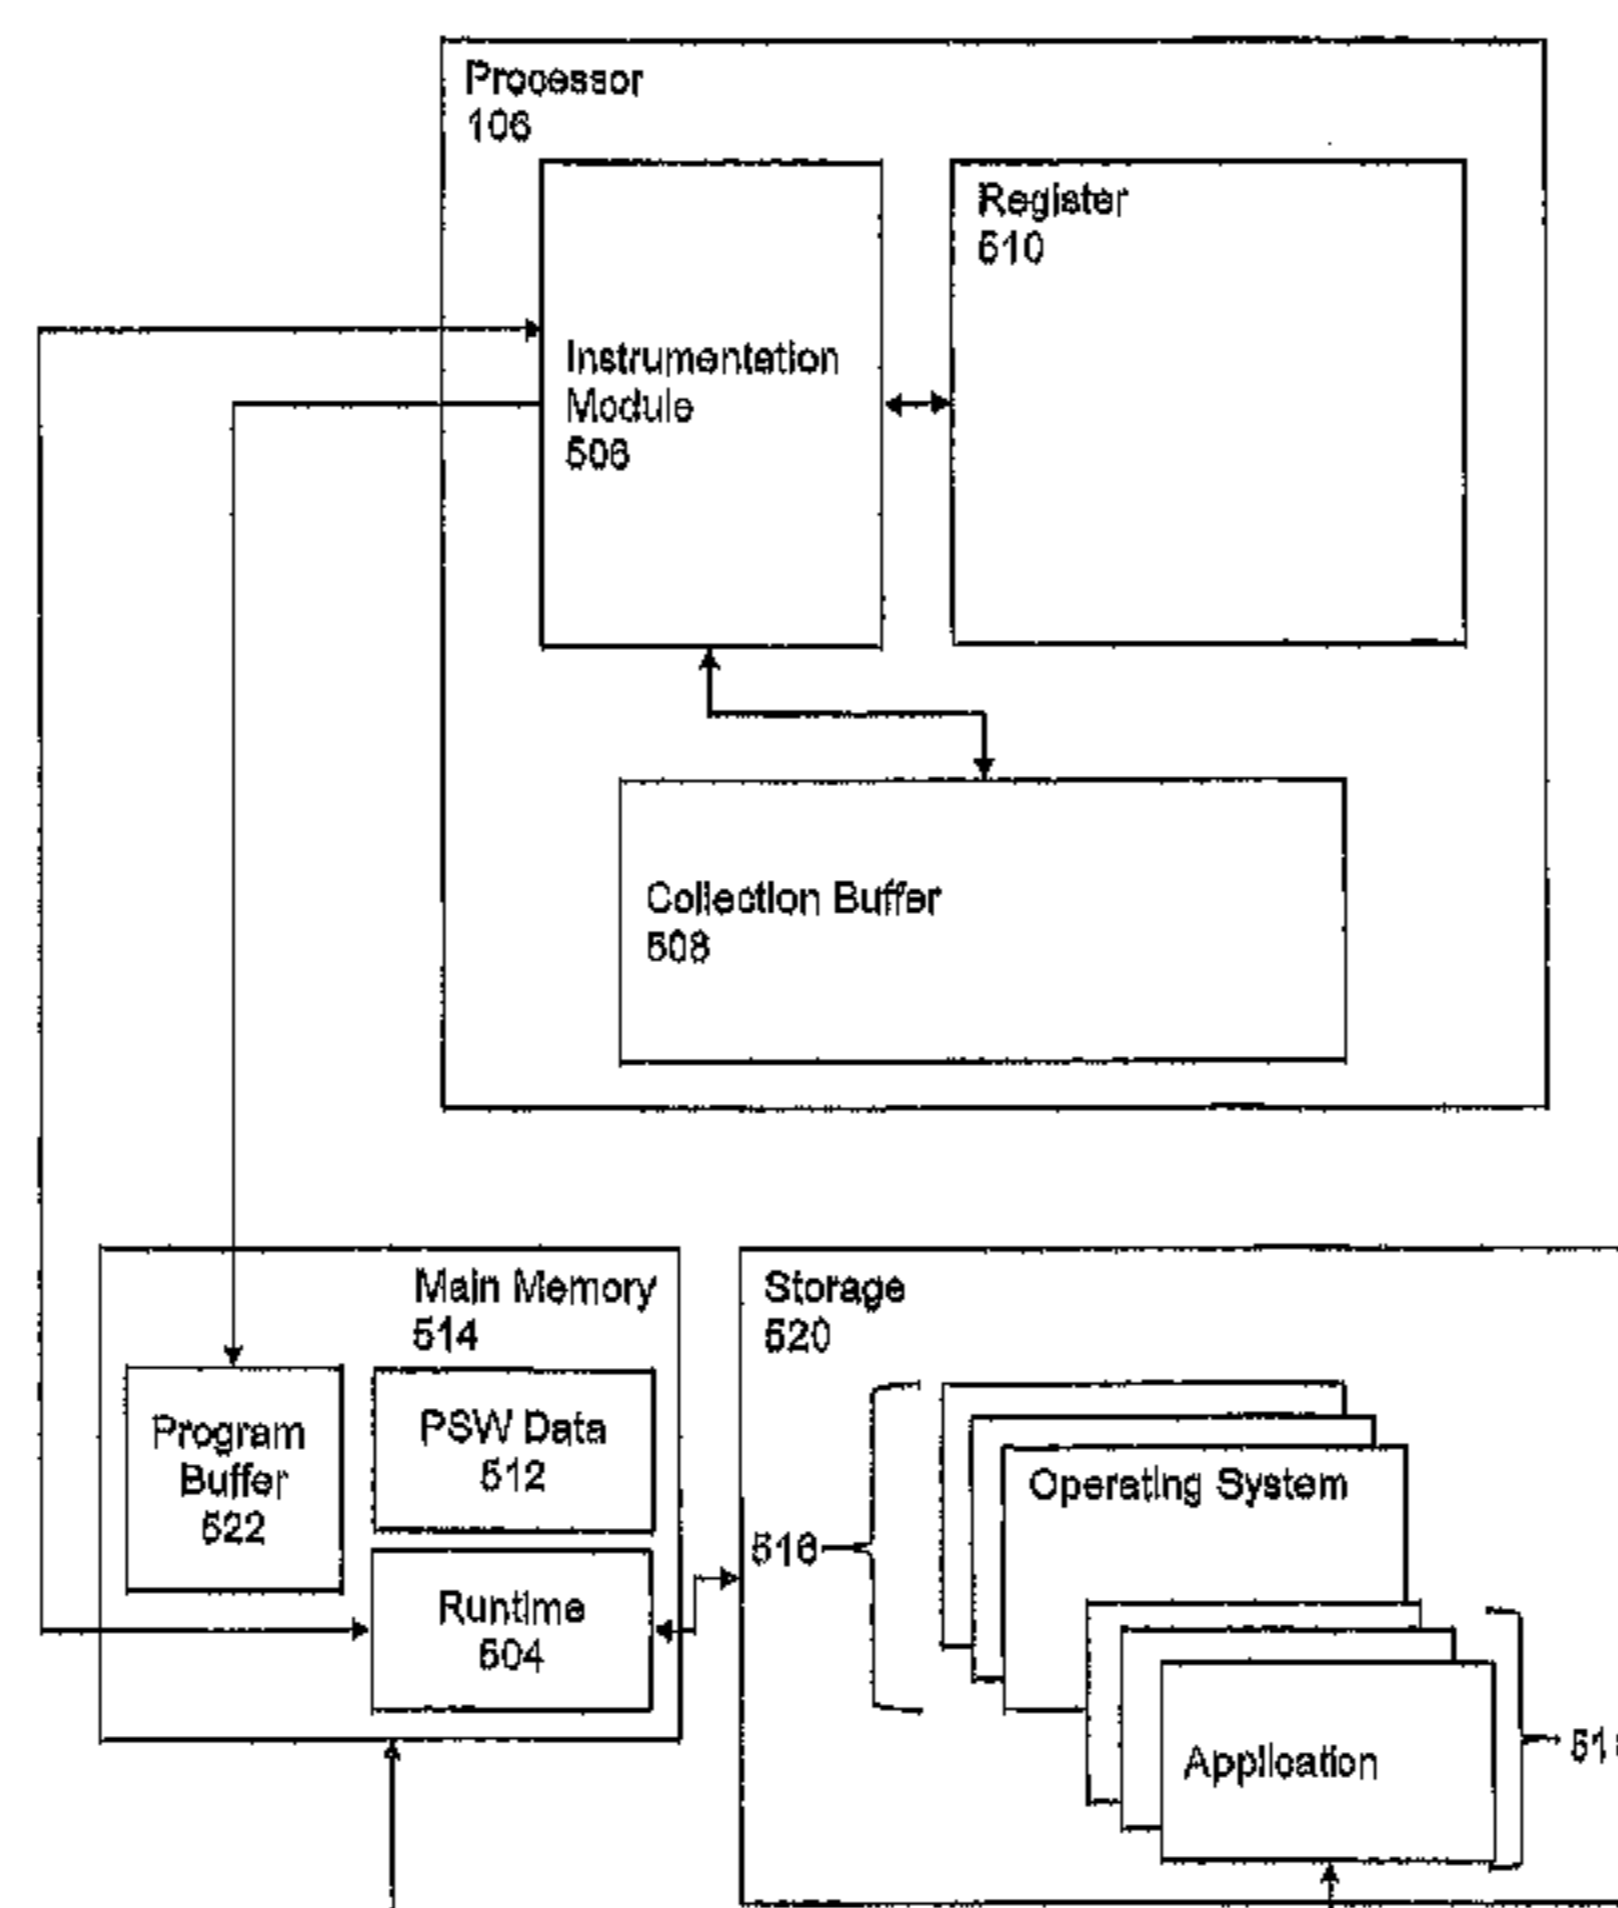 Processor
106
Register
510
Instrumentation
Module
506
Collection Buffer
508
Main Memory
514
Program
Buffer
522
PSW Data
512
Runtime
504
Storage
520
516
Operating System
Application